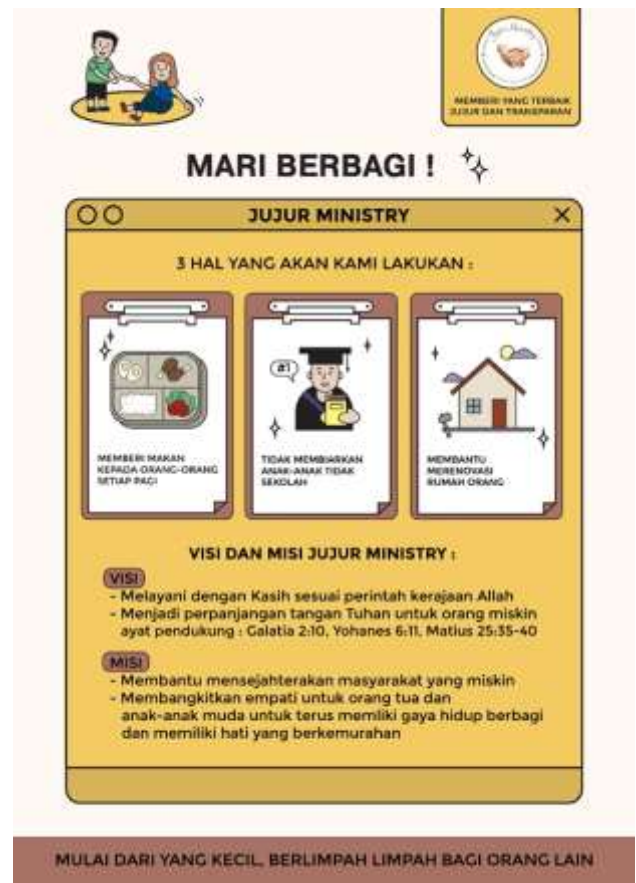 MEMBERI YANG TERBAIK
JUJUR DAN TRANSPARAN
MARI BERBAGI !
JUJUR MINISTRY
3 HAL YANG AKAN KAMI LAKUKAN :
#1
MEMBERI MAKAN
KEPADA ORANG-ORANG
SETIAP PAGI
TIDAK MEMBIARKAN
ANAK-ANAK TIDAK
SEKOLAH
MEMBANTU
MERENOVASI
RUMAH ORANG
VISI DAN MISI JUJUR MINISTRY :
VISI
- Melayani dengan Kasih sesuai perintah kerajaan Allah
- Menjadi perpanjangan tangan Tuhan untuk orang miskin
ayat pendukung : Galatia 2:10, Yohanes 6:11, Matius 25:35-40
MISI
- Membantu mensejahterakan masyarakat yang miskin
- Membangkitkan empati untuk orang tua dan
anak-anak muda untuk terus memliki gaya hidup berbagi
dan memiliki hati yang berkemurahan
MULAI DARI YANG KECIL, BERLIMPAH LIMPAH BAGI ORANG LAIN